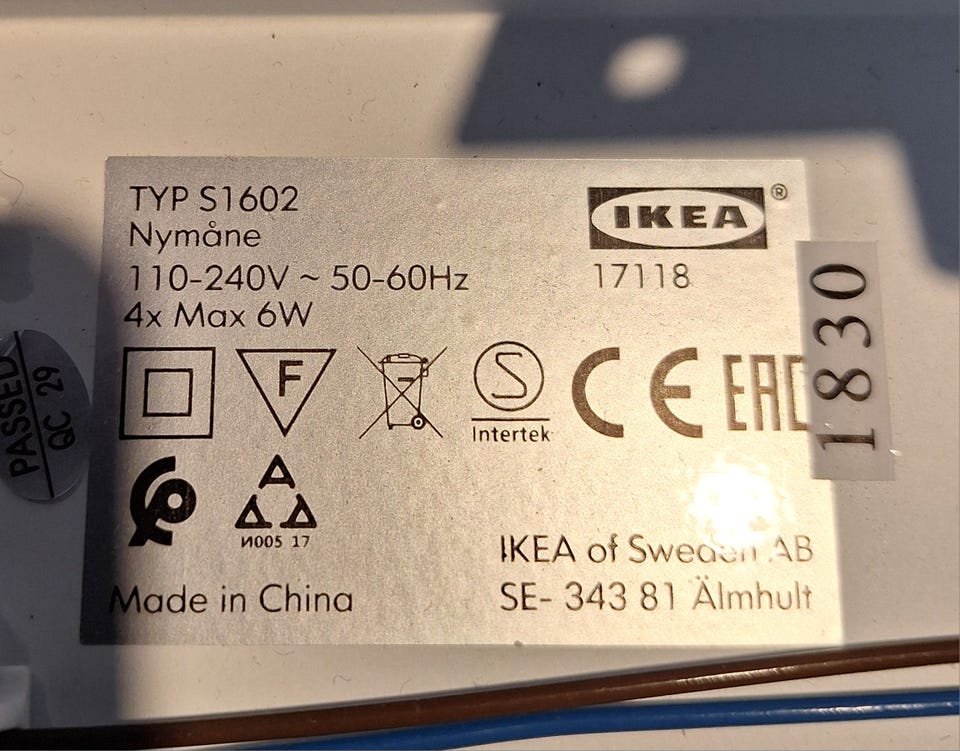 TYP S1602
Nymåne
110-240V ~ 50-60Hz
4x Max 6W
IKEA ®
17118
1830
PASSED
QC 29
F
S
Intertek
CE
EAC
И005 17
Made in China
IKEA of Sweden AB
SE- 343 81 Älmhult